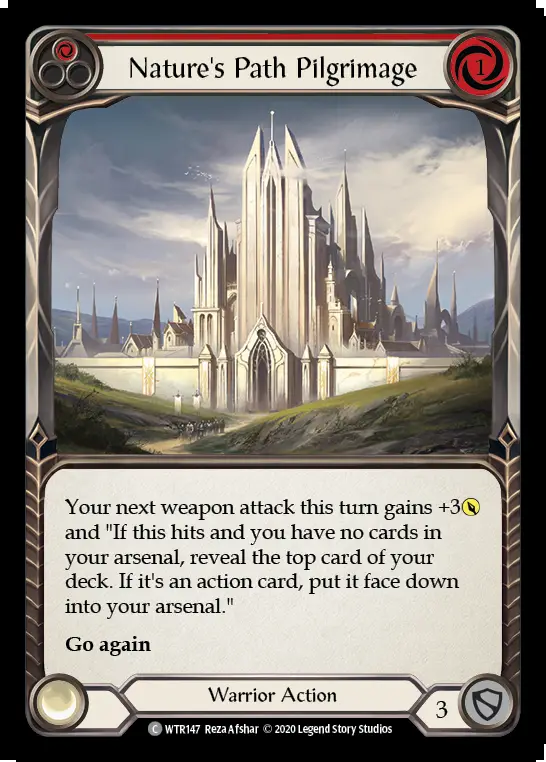 Nature's Path Pilgrimage
1
Your next weapon attack this turn gains +3
and "If this hits and you have no cards in
your arsenal, reveal the top card of your
deck. If it's an action card, put it face down
into your arsenal."
Go again
Warrior Action
3
C WTR147 Reza Afshar © 2020 Legend Story Studios